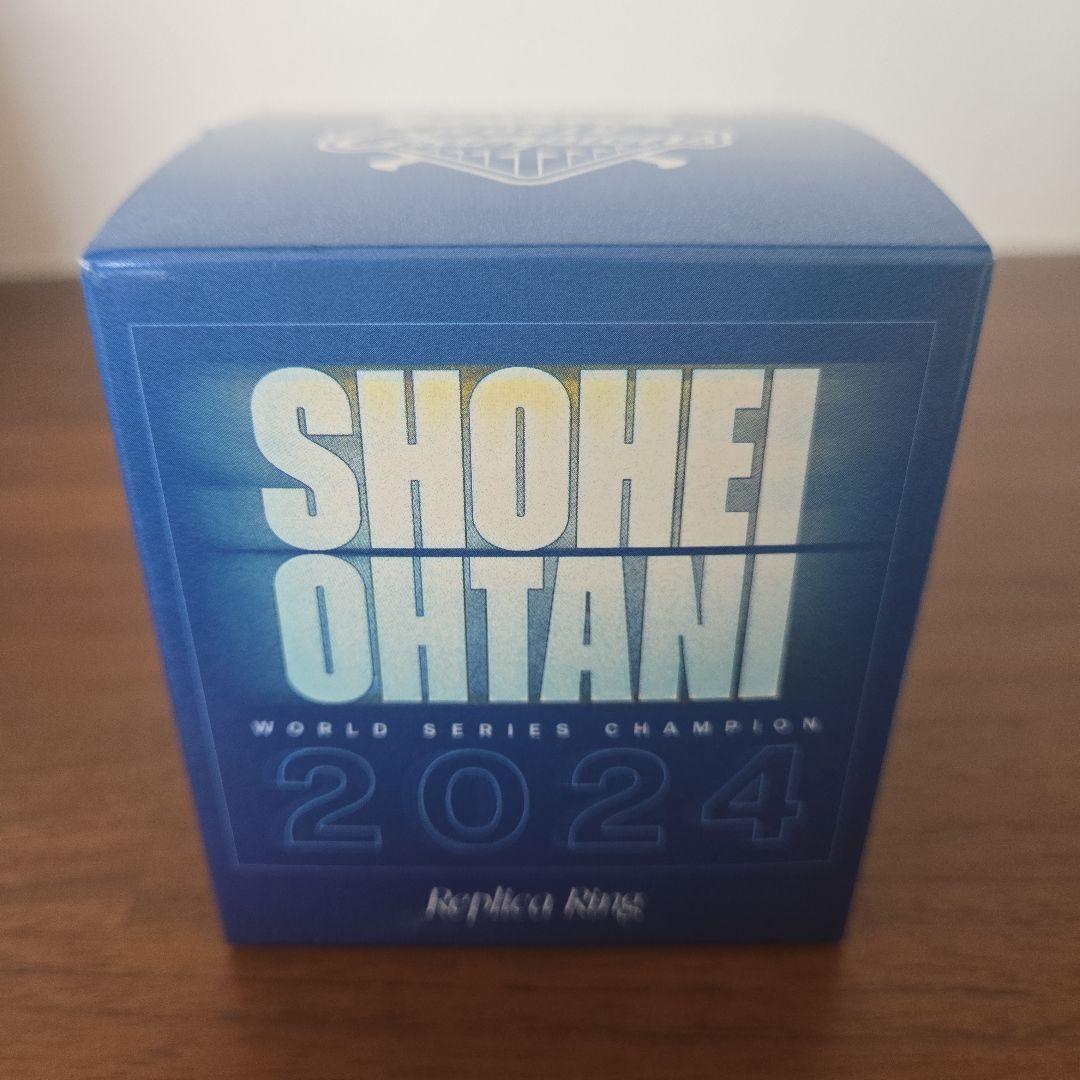 SHOHEI
OHTANI
WORLD SERIES CHAMPION
2024
Replica Ring